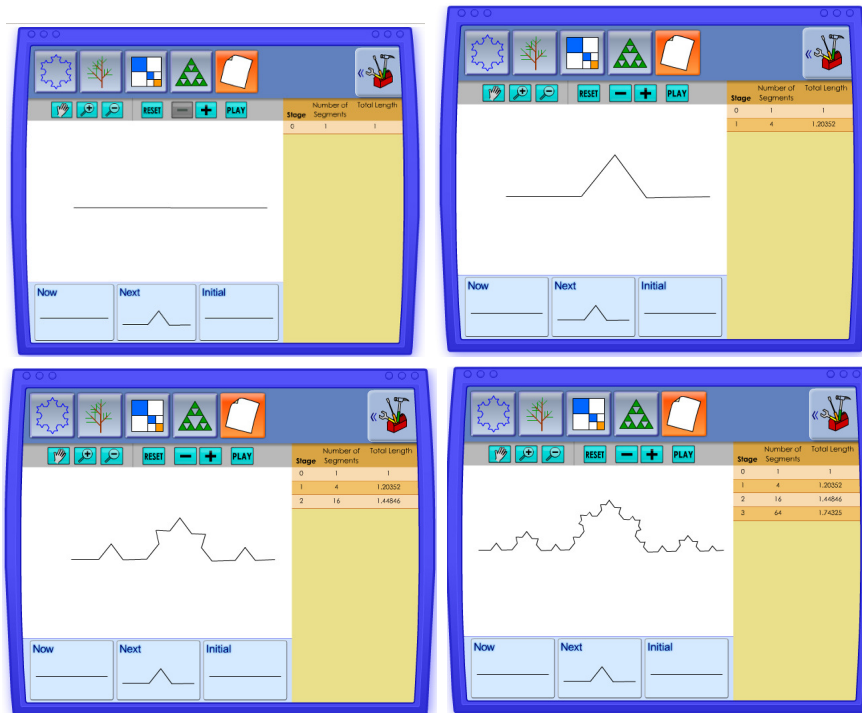 RESET
PLAY
Stage Number of Segments Total Length
0 1 1
Now Next Initial
RESET
PLAY
Stage Number of Segments Total Length
0 1 1
1 4 1.20352
Now Next Initial
RESET
PLAY
Stage Number of Segments Total Length
0 1 1
1 4 1.20352
2 16 1.44846
Now Next Initial
RESET
PLAY
Stage Number of Segments Total Length
0 1 1
1 4 1.20352
2 16 1.44846
3 64 1.74325
Now Next Initial